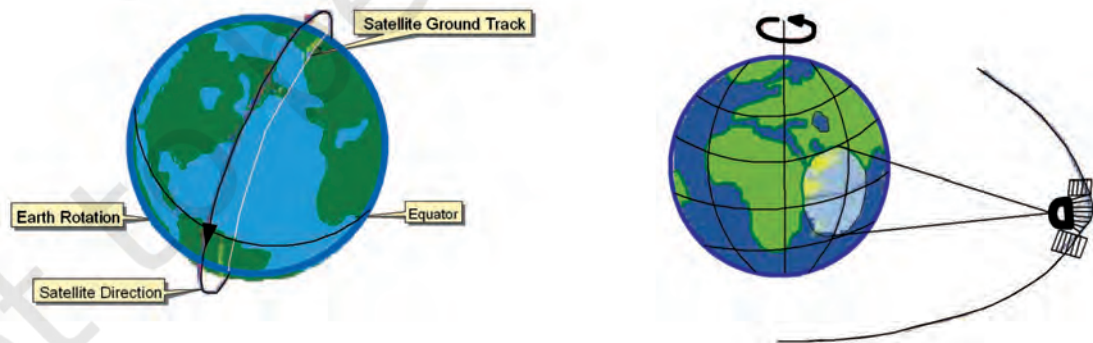 Satellite Ground Track
Earth Rotation
Equator
Satellite Direction